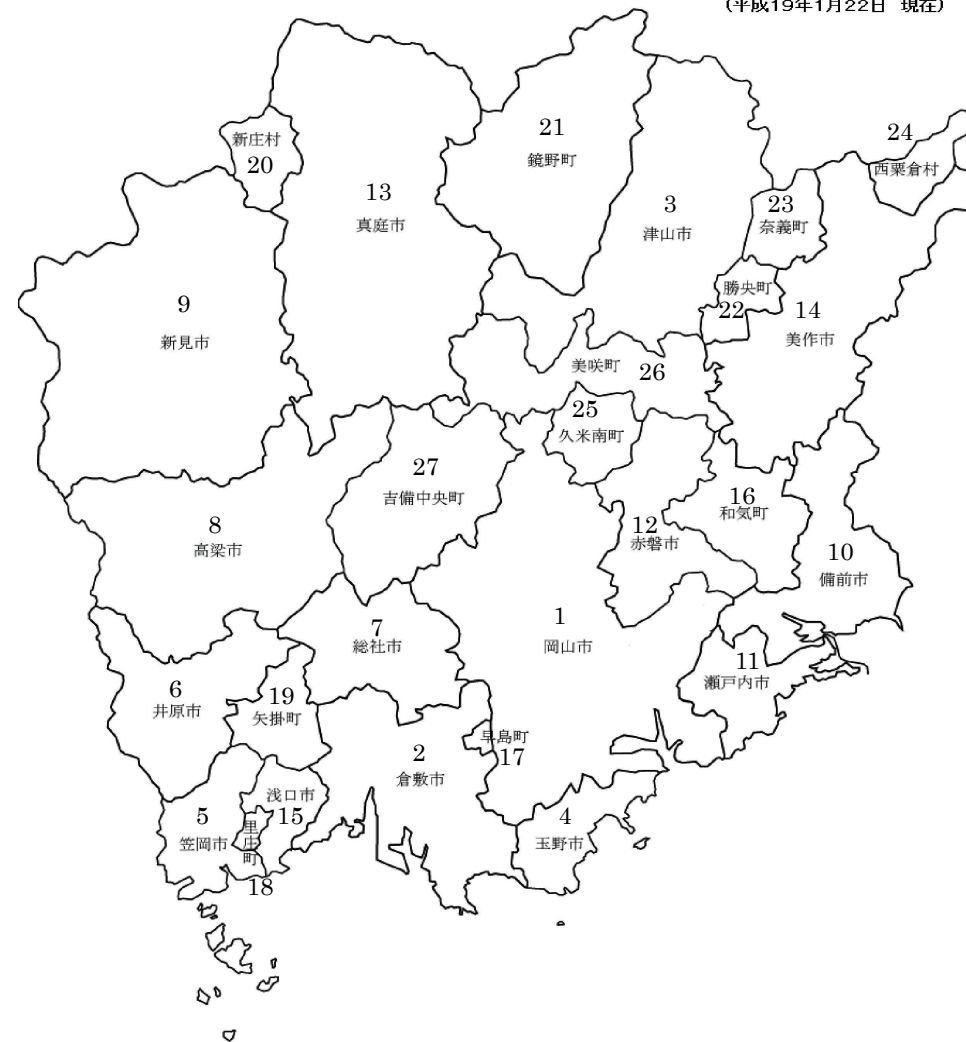 (平成19年1月22日 現在)
21
鏡野町
24
西粟倉村
新庄村
20
13
真庭市
3
津山市
23
奈義町
9
新見市
勝央町
22
14
美作市
美咲町
26
25
久米南町
27
吉備中央町
16
和気町
8
高梁市
12
赤磐市
10
備前市
1
岡山市
7
総社市
11
瀬戸内市
6
井原市
19
矢掛町
早島町
17
2
倉敷市
浅口市
15
5
笠岡市
里庄町
18
4
玉野市